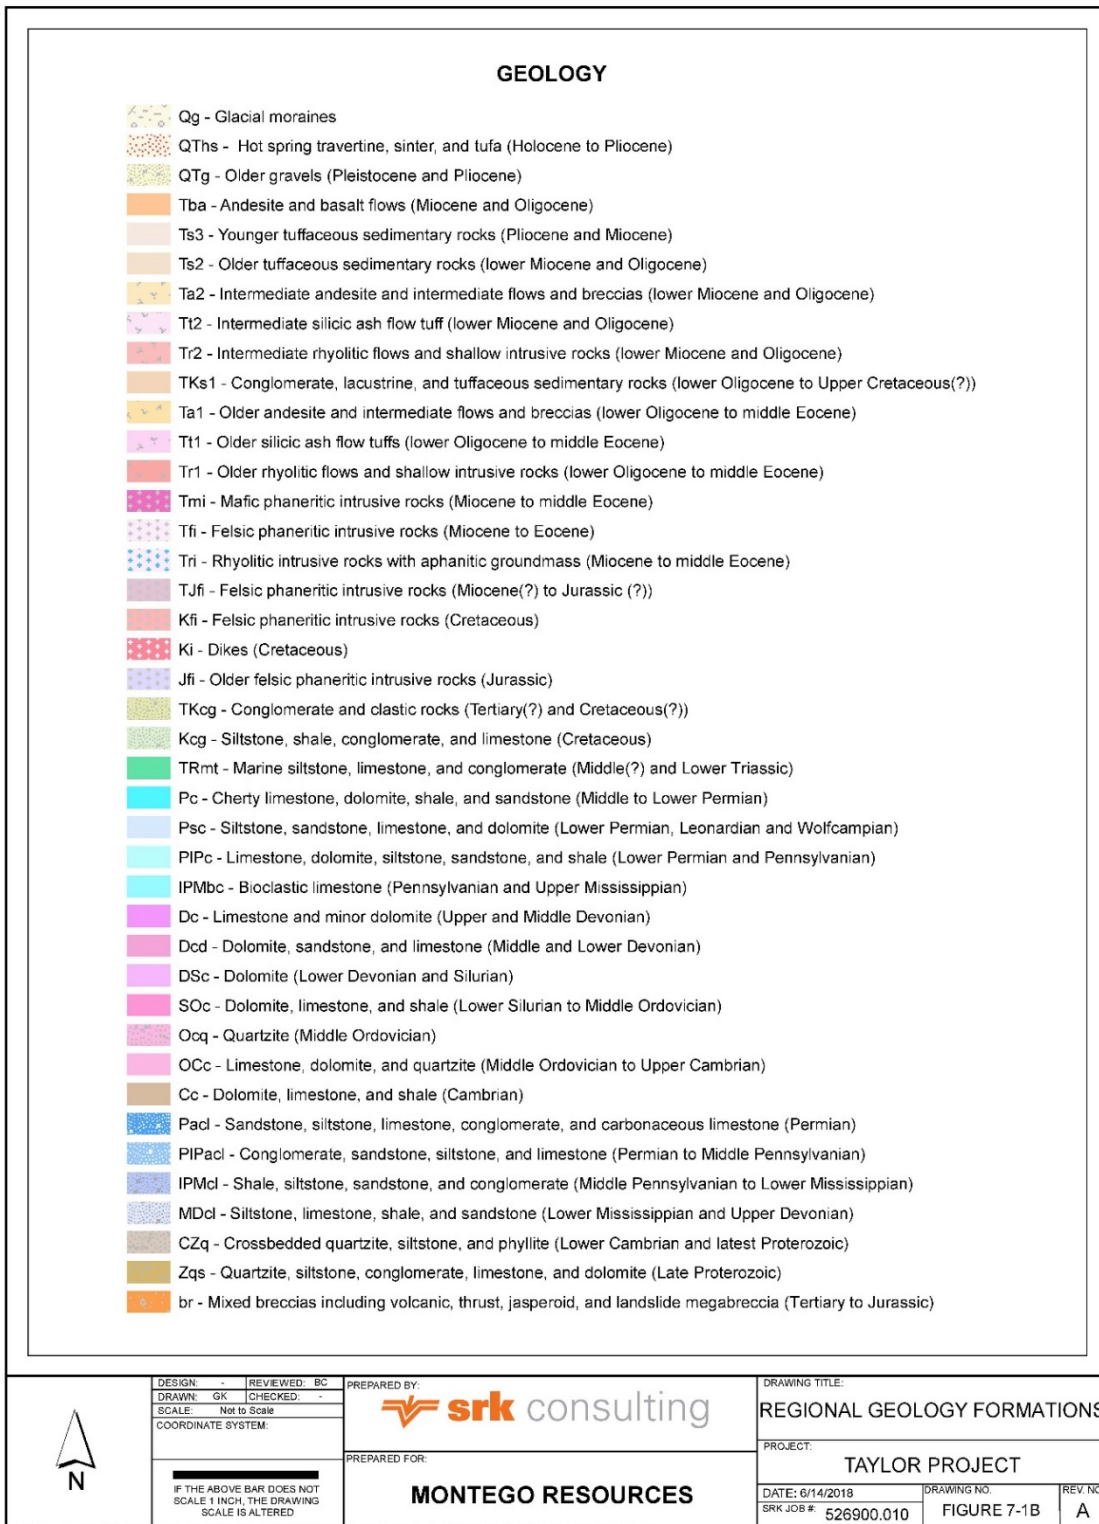 GEOLOGY
Qg - Glacial moraines
QThs - Hot spring travertine, sinter, and tufa (Holocene to Pliocene)
QTg - Older gravels (Pleistocene and Pliocene)
Tba - Andesite and basalt flows (Miocene and Oligocene)
Ts3 - Younger tuffaceous sedimentary rocks (Pliocene and Miocene)
Ts2 - Older tuffaceous sedimentary rocks (lower Miocene and Oligocene)
Ta2 - Intermediate andesite and intermediate flows and breccias (lower Miocene and Oligocene)
Tt2 - Intermediate silicic ash flow tuff (lower Miocene and Oligocene)
Tr2 - Intermediate rhyolitic flows and shallow intrusive rocks (lower Miocene and Oligocene)
TKs1 - Conglomerate, lacustrine, and tuffaceous sedimentary rocks (lower Oligocene to Upper Cretaceous(?))
Ta1 - Older andesite and intermediate flows and breccias (lower Oligocene to middle Eocene)
Tt1 - Older silicic ash flow tuffs (lower Oligocene to middle Eocene)
Tr1 - Older rhyolitic flows and shallow intrusive rocks (lower Oligocene to middle Eocene)
Tmi - Mafic phaneritic intrusive rocks (Miocene to middle Eocene)
Tfi - Felsic phaneritic intrusive rocks (Miocene to Eocene)
Tri - Rhyolitic intrusive rocks with aphanitic groundmass (Miocene to middle Eocene)
TJfi - Felsic phaneritic intrusive rocks (Miocene(?) to Jurassic (?))
Kfi - Felsic phaneritic intrusive rocks (Cretaceous)
Ki - Dikes (Cretaceous)
Jfi - Older felsic phaneritic intrusive rocks (Jurassic)
TKcg - Conglomerate and clastic rocks (Tertiary(?) and Cretaceous(?))
Kcg - Siltstone, shale, conglomerate, and limestone (Cretaceous)
TRmt - Marine siltstone, limestone, and conglomerate (Middle(?) and Lower Triassic)
Pc - Cherty limestone, dolomite, shale, and sandstone (Middle to Lower Permian)
Psc - Siltstone, sandstone, limestone, and dolomite (Lower Permian, Leonardian and Wolfcampian)
PIPc - Limestone, dolomite, siltstone, sandstone, and shale (Lower Permian and Pennsylvanian)
IPMbc - Bioclastic limestone (Pennsylvanian and Upper Mississippian)
Dc - Limestone and minor dolomite (Upper and Middle Devonian)
Dcd - Dolomite, sandstone, and limestone (Middle and Lower Devonian)
DSc - Dolomite (Lower Devonian and Silurian)
SOc - Dolomite, limestone, and shale (Lower Silurian to Middle Ordovician)
Ocq - Quartzite (Middle Ordovician)
OCc - Limestone, dolomite, and quartzite (Middle Ordovician to Upper Cambrian)
Cc - Dolomite, limestone, and shale (Cambrian)
Pacl - Sandstone, siltstone, limestone, conglomerate, and carbonaceous limestone (Permian)
PIPacl - Conglomerate, sandstone, siltstone, and limestone (Permian to Middle Pennsylvanian)
IPMcl - Shale, siltstone, sandstone, and conglomerate (Middle Pennsylvanian to Lower Mississippian)
MDcl - Siltstone, limestone, shale, and sandstone (Lower Mississippian and Upper Devonian)
CZq - Crossbedded quartzite, siltstone, and phyllite (Lower Cambrian and latest Proterozoic)
Zqs - Quartzite, siltstone, conglomerate, limestone, and dolomite (Late Proterozoic)
br - Mixed breccias including volcanic, thrust, jasperoid, and landslide megabreccia (Tertiary to Jurassic)
N
DESIGN: - REVIEWED: BC
DRAWN: GK CHECKED: -
SCALE: Not to Scale
COORDINATE SYSTEM:
IF THE ABOVE BAR DOES NOT
SCALE 1 INCH, THE DRAWING
SCALE IS ALTERED
PREPARED BY:
srk consulting
PREPARED FOR:
MONTEGO RESOURCES
DRAWING TITLE:
REGIONAL GEOLOGY FORMATIONS
PROJECT:
TAYLOR PROJECT
DATE: 6/14/2018
SRK JOB #: 526900.010
DRAWING NO.
FIGURE 7-1B
REV. NO
A